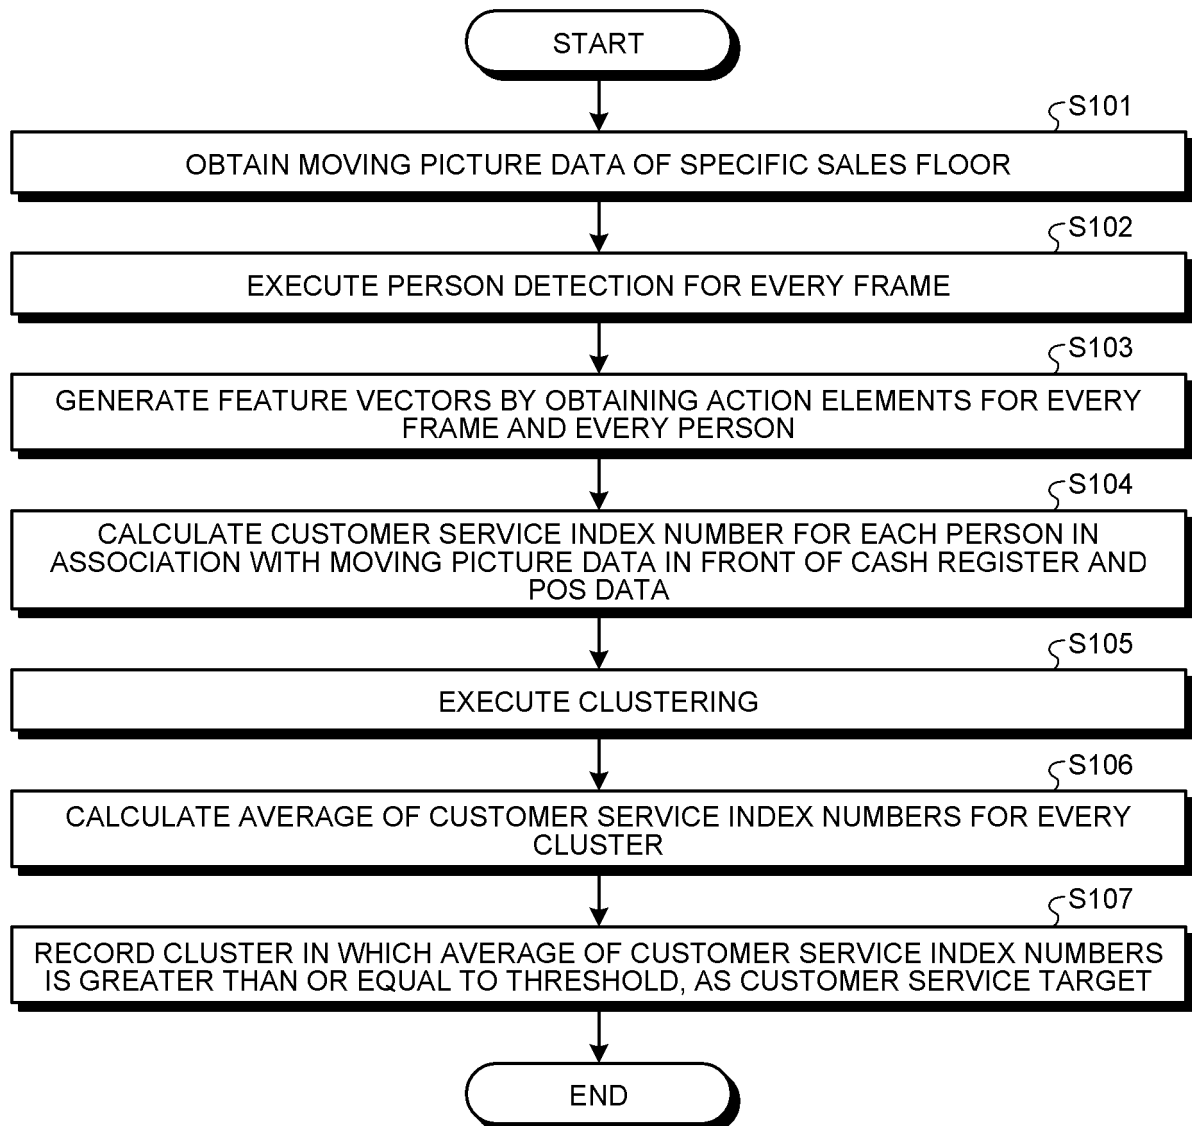 START
S101
OBTAIN MOVING PICTURE DATA OF SPECIFIC SALES FLOOR
S102
EXECUTE PERSON DETECTION FOR EVERY FRAME
S103
GENERATE FEATURE VECTORS BY OBTAINING ACTION ELEMENTS FOR EVERY
FRAME AND EVERY PERSON
S104
CALCULATE CUSTOMER SERVICE INDEX NUMBER FOR EACH PERSON IN
ASSOCIATION WITH MOVING PICTURE DATA IN FRONT OF CASH REGISTER AND
POS DATA
S105
EXECUTE CLUSTERING
S106
CALCULATE AVERAGE OF CUSTOMER SERVICE INDEX NUMBERS FOR EVERY
CLUSTER
S107
RECORD CLUSTER IN WHICH AVERAGE OF CUSTOMER SERVICE INDEX NUMBERS
IS GREATER THAN OR EQUAL TO THRESHOLD, AS CUSTOMER SERVICE TARGET
END